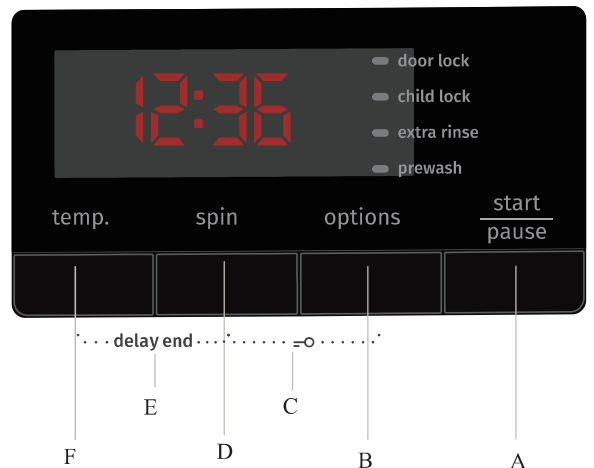 12:36
door lock
child lock
extra rinse
prewash
temp. spin options start
pause
delay end
E C
F D B A